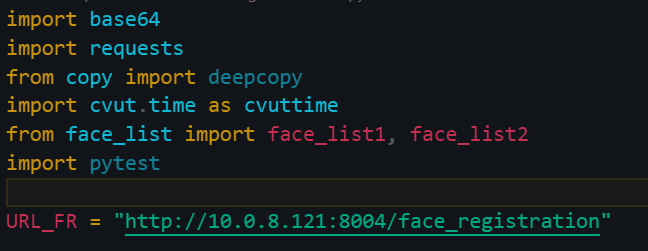 import base64
import requests
from copy import deepcopy
import cvut.time as cvuttime
from face_list import face_list1, face_list2
import pytest
URL_FR = "http://10.0.8.121:8004/face_registration"